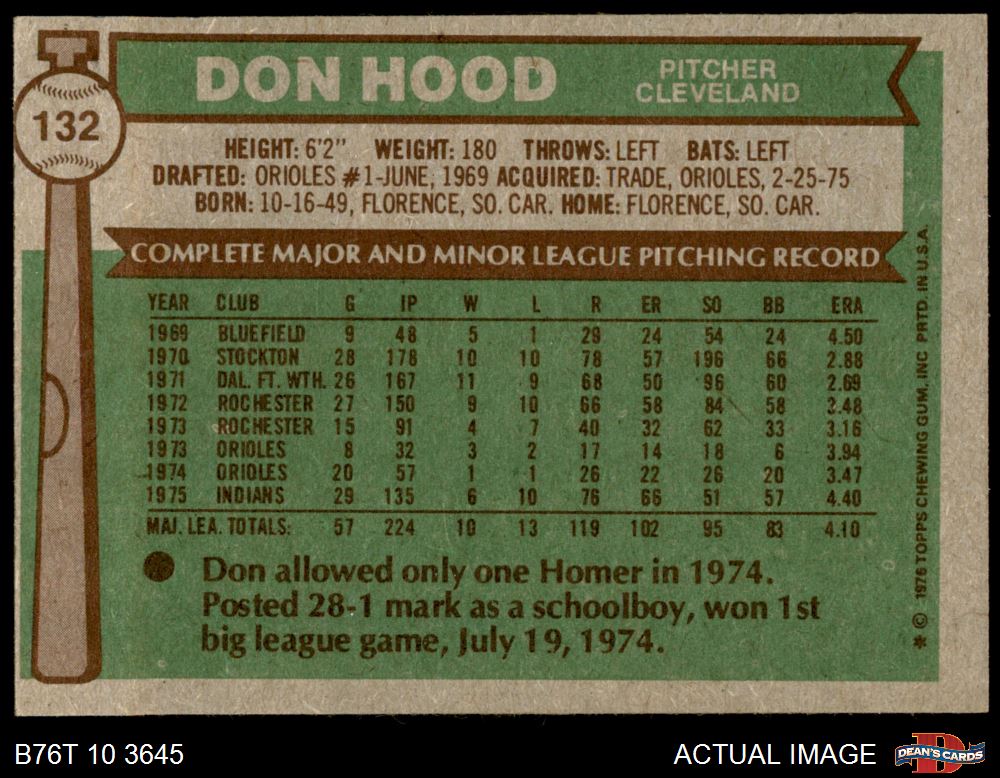 DON HOOD
PITCHER
CLEVELAND
132
HEIGHT: 6'2" WEIGHT: 180 THROWS: LEFT BATS: LEFT
DRAFTED: ORIOLES #1-JUNE, 1969 ACQUIRED: TRADE, ORIOLES, 2-25-75
BORN: 10-16-49, FLORENCE, SO. CAR. HOME: FLORENCE, SO. CAR.
COMPLETE MAJOR AND MINOR LEAGUE PITCHING RECORD
YEAR CLUB G IP W L R ER SO BB ERA
1969 BLUEFIELD 9 48 5 1 29 24 54 24 4.50
1970 STOCKTON 28 178 10 10 78 57 196 66 2.88
1971 DAL. FT. WTH. 26 167 11 9 68 50 96 60 2.69
1972 ROCHESTER 27 150 9 10 66 58 84 58 3.48
1973 ROCHESTER 15 91 4 7 40 32 62 33 3.16
1973 ORIOLES 8 32 3 2 17 14 18 6 3.94
1974 ORIOLES 20 57 1 1 26 22 26 20 3.47
1975 INDIANS 29 135 6 10 76 66 51 57 4.40
MAJ. LEA. TOTALS: 57 224 10 13 119 102 95 83 4.10
Don allowed only one Homer in 1974.
Posted 28-1 mark as a schoolboy, won 1st
big league game, July 19, 1974.
* © 1976 TOPPS CHEWING GUM, INC PRTD. IN U.S.A.
B76T 10 3645
ACTUAL IMAGE
DEAN'S CARDS